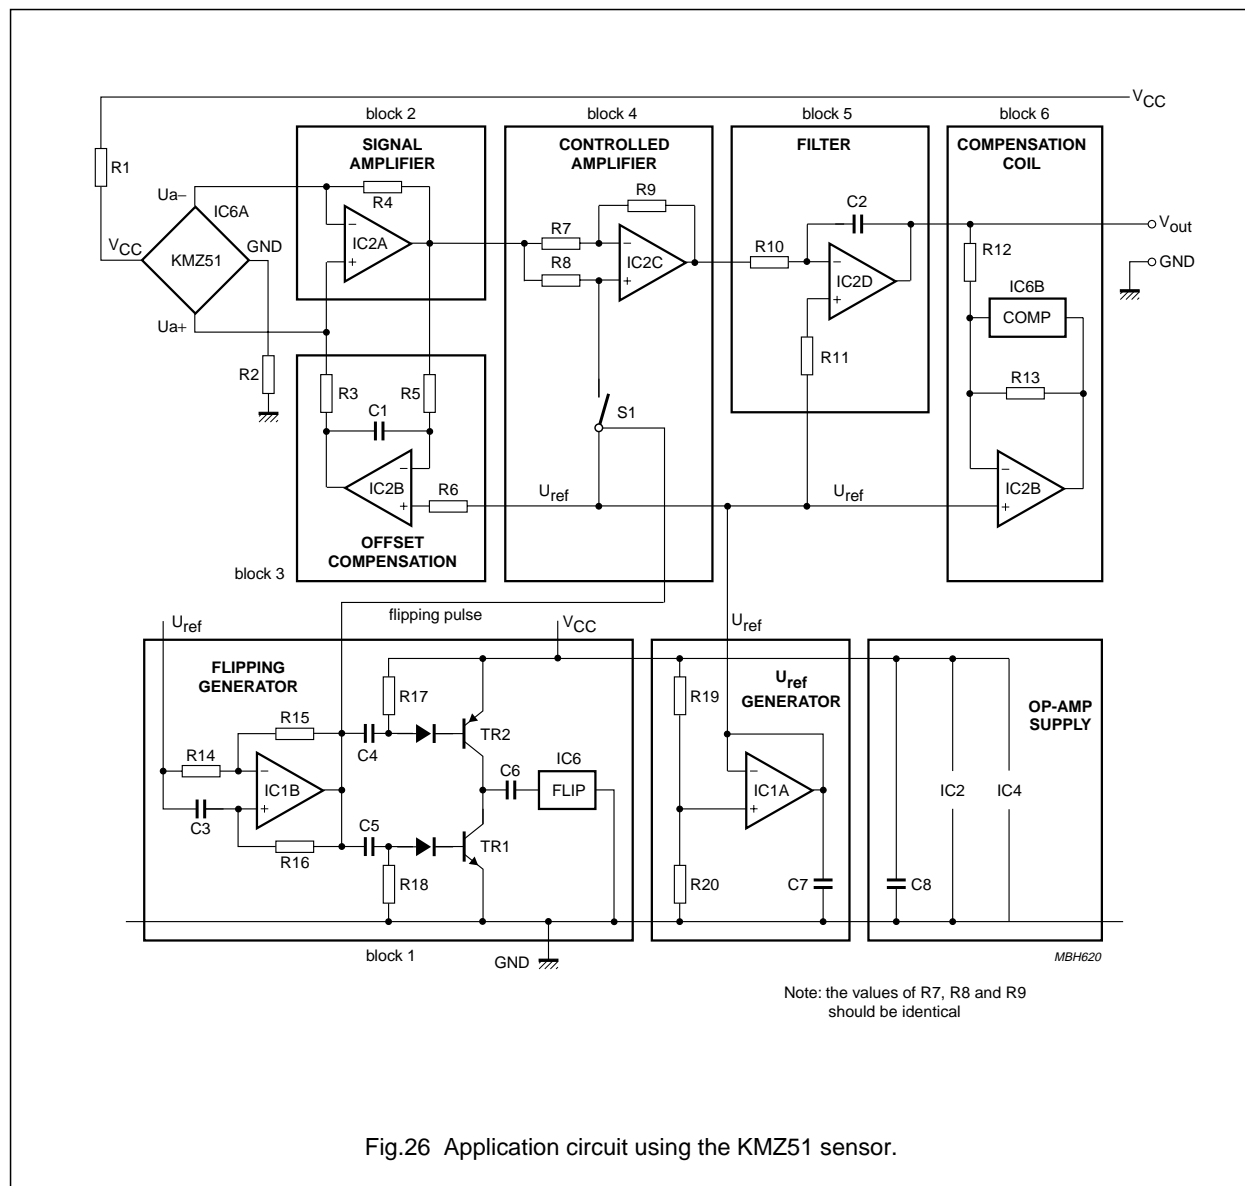 V_CC
block 2
block 4
block 5
block 6
SIGNAL
AMPLIFIER
CONTROLLED
AMPLIFIER
FILTER
COMPENSATION
COIL
R1
Ua−
IC6A
V_CC
GND
KMZ51
Ua+
R2
R4
IC2A
−
+
R7
R8
R9
IC2C
−
+
S1
R10
C2
IC2D
−
+
R11
R12
IC6B
COMP
R13
IC2B
−
+
V_out
GND
R3
C1
R5
IC2B
−
+
R6
U_ref
U_ref
OFFSET
COMPENSATION
block 3
flipping pulse
U_ref
V_CC
U_ref
FLIPPING
GENERATOR
R14
R15
IC1B
−
+
C3
R16
R17
C4
TR2
C5
R18
TR1
C6
IC6
FLIP
block 1
GND
U_ref
GENERATOR
R19
IC1A
−
+
R20
C7
OP-AMP
SUPPLY
C8
IC2
IC4
MBH620
Note: the values of R7, R8 and R9
should be identical
Fig.26 Application circuit using the KMZ51 sensor.